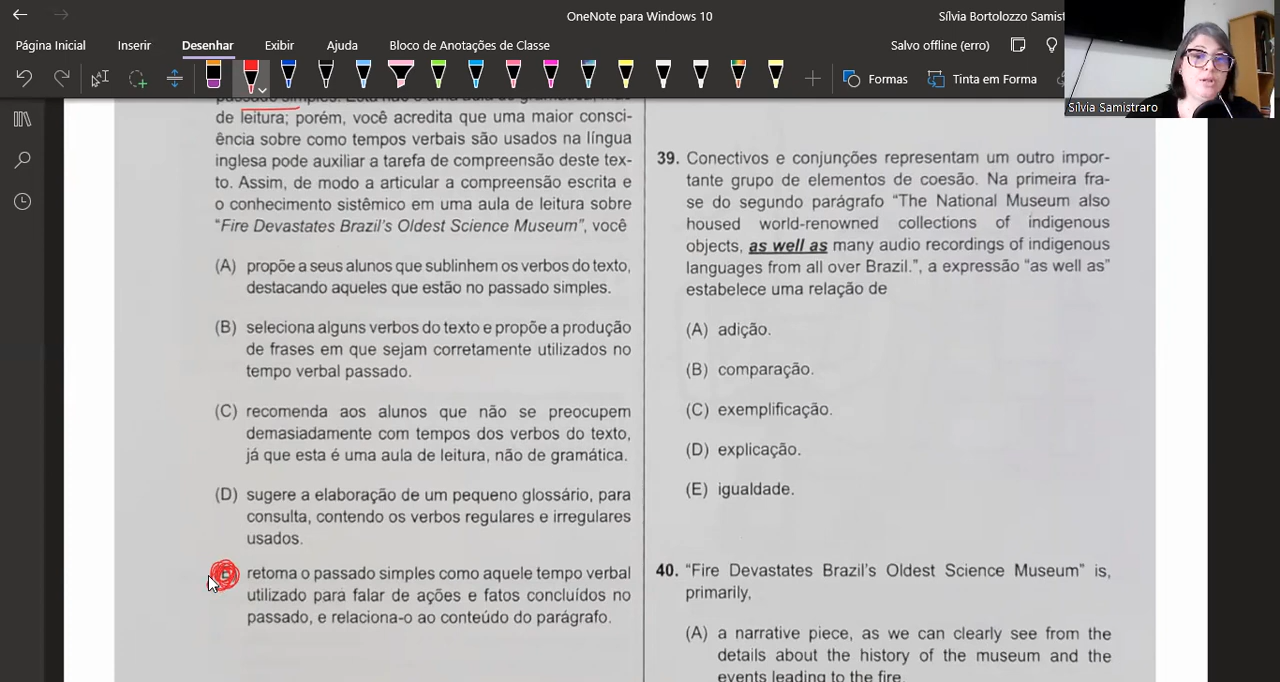 OneNote para Windows 10
Sílvia Bortolozzo Samist
Página Inicial
Inserir
Desenhar
Exibir
Ajuda
Bloco de Anotações de Classe
Salvo offline (erro)
Formas
Tinta em Forma
Sílvia Samistraro
de leitura; porém, você acredita que uma maior consci-
ência sobre como tempos verbais são usados na língua
inglesa pode auxiliar a tarefa de compreensão deste tex-
to. Assim, de modo a articular a compreensão escrita e
o conhecimento sistêmico em uma aula de leitura sobre
“Fire Devastates Brazil’s Oldest Science Museum”, você
(A) propõe a seus alunos que sublinhem os verbos do texto,
destacando aqueles que estão no passado simples.
(B) seleciona alguns verbos do texto e propõe a produção
de frases em que sejam corretamente utilizados no
tempo verbal passado.
(C) recomenda aos alunos que não se preocupem
demasiadamente com tempos dos verbos do texto,
já que esta é uma aula de leitura, não de gramática.
(D) sugere a elaboração de um pequeno glossário, para
consulta, contendo os verbos regulares e irregulares
usados.
retoma o passado simples como aquele tempo verbal
utilizado para falar de ações e fatos concluídos no
passado, e relaciona-o ao conteúdo do parágrafo.
39. Conectivos e conjunções representam um outro impor-
tante grupo de elementos de coesão. Na primeira fra-
se do segundo parágrafo “The National Museum also
housed world-renowned collections of indigenous
objects, as well as many audio recordings of indigenous
languages from all over Brazil.”, a expressão “as well as”
estabelece uma relação de
(A) adição.
(B) comparação.
(C) exemplificação.
(D) explicação.
(E) igualdade.
40. “Fire Devastates Brazil’s Oldest Science Museum” is,
primarily,
(A) a narrative piece, as we can clearly see from the
details about the history of the museum and the
events leading to the fire.